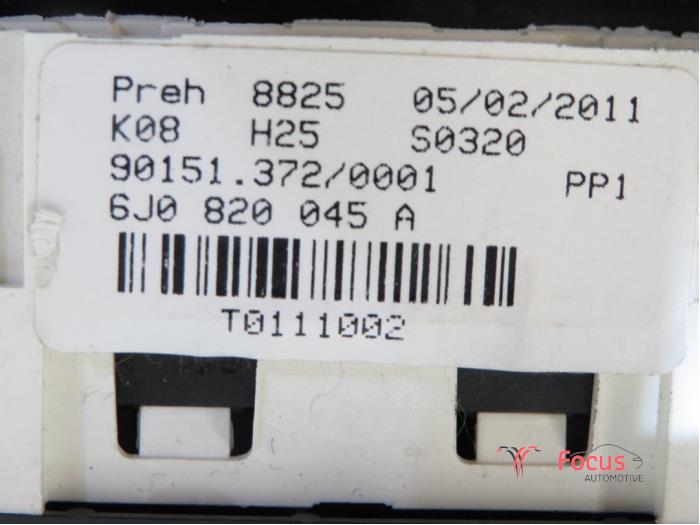 Preh 8825 05/02/2011
K08 H25 S0320
90151.372/0001 PP1
6J0 820 045 A
T0111002
Focus
AUTOMOTIVE